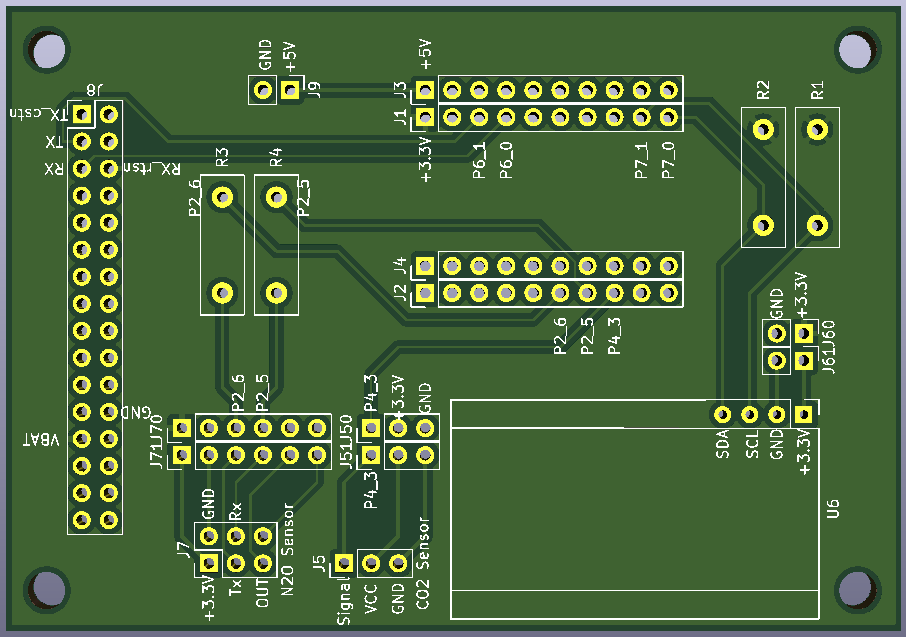 GND
+5V
J9
+5V
J3
J1
+3.3V
P6_1
P6_0
P7_1
P7_0
R2
R1
J8
TX_cstn
TX
RX
RX_rtsn
GND
VBAT
R3
R4
P2_6
P2_5
J4
J2
P2_6
P2_5
P4_3
GND
+3.3V
J61J60
P2_6
P2_5
J71J70
P4_3
+3.3V
GND
J51J50
P4_3
SDA
SCL
GND
+3.3V
U6
J7
GND
Rx
+3.3V
Tx
OUT
N2O Sensor
J5
Signal
VCC
GND
CO2 Sensor